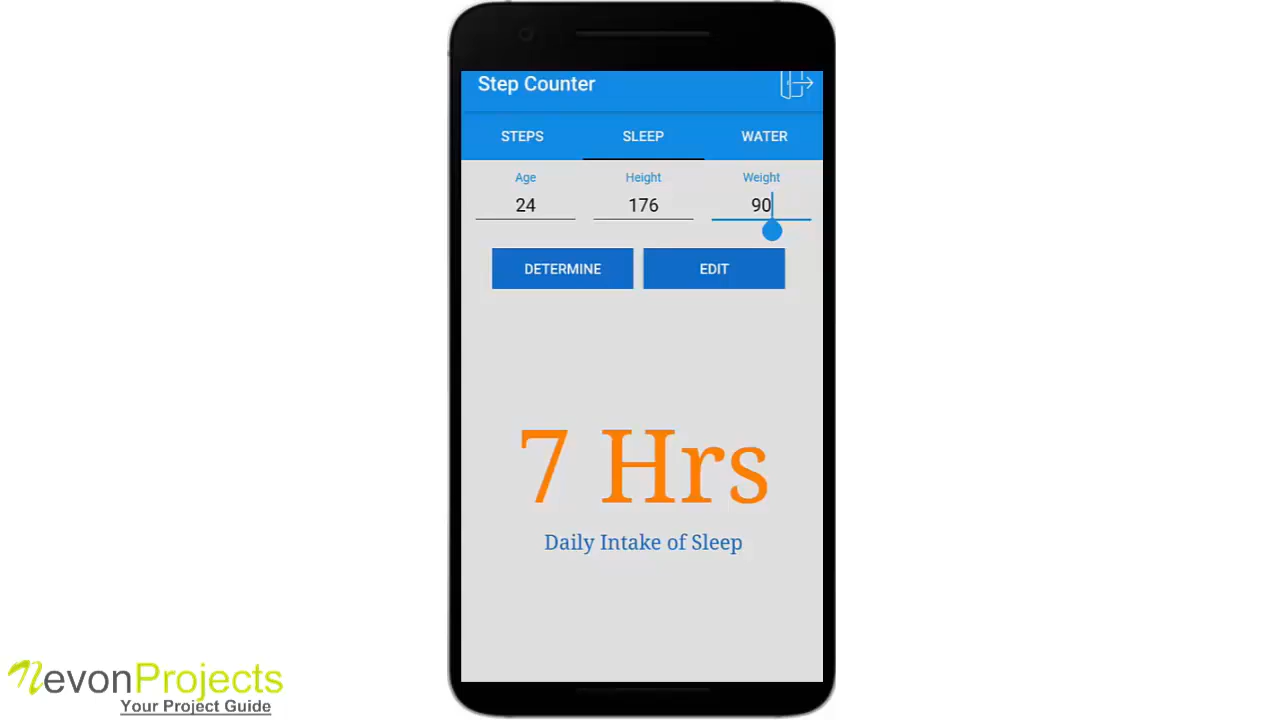 Step Counter
STEPS SLEEP WATER
Age Height Weight
24 176 90
DETERMINE EDIT
7 Hrs
Daily Intake of Sleep
NevonProjects
Your Project Guide